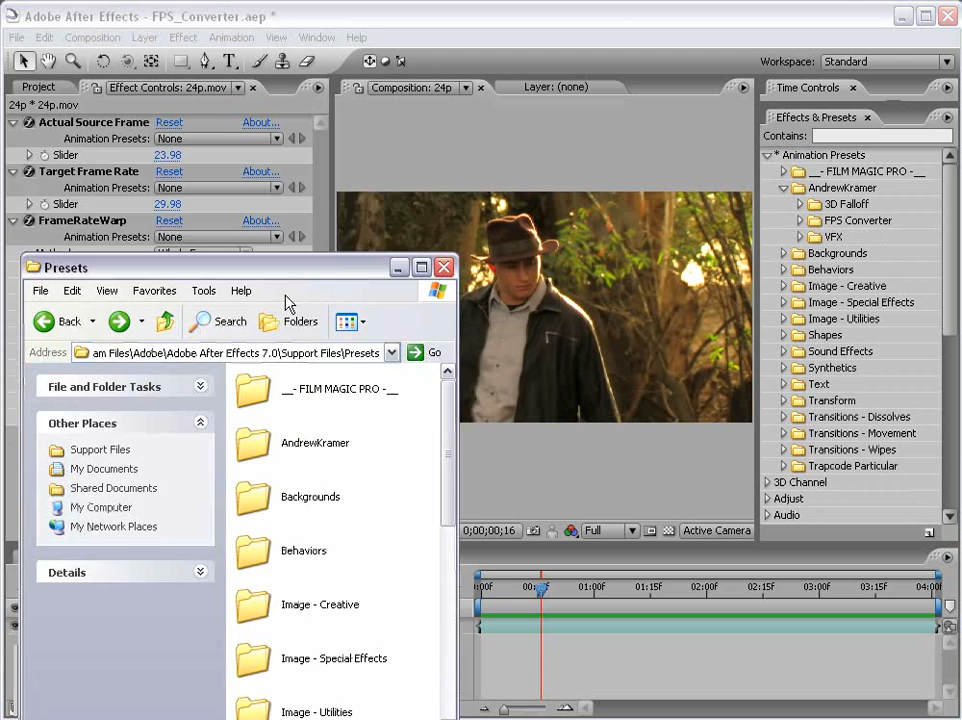 Adobe After Effects - FPS_Converter.aep *
File Edit Composition Layer Effect Animation View Window Help
Workspace: Standard
Project Effect Controls: 24p.mov
24p * 24p.mov
Actual Source Frame Reset About...
Animation Presets: None
Slider 23.98
Target Frame Rate Reset About...
Animation Presets: None
Slider 29.98
FrameRateWarp Reset About...
Animation Presets: None
Composition: 24p Layer: (none)
0;00;00;16 Full Active Camera
Time Controls
Effects & Presets
Contains:
* Animation Presets
__- FILM MAGIC PRO -__
AndrewKramer
3D Falloff
FPS Converter
VFX
Backgrounds
Behaviors
Image - Creative
Image - Special Effects
Image - Utilities
Shapes
Sound Effects
Synthetics
Text
Transform
Transitions - Dissolves
Transitions - Movement
Transitions - Wipes
Trapcode Particular
3D Channel
Adjust
Audio
Presets
File Edit View Favorites Tools Help
Back Search Folders
Address am Files\Adobe\Adobe After Effects 7.0\Support Files\Presets Go
File and Folder Tasks
Other Places
Support Files
My Documents
Shared Documents
My Computer
My Network Places
Details
__- FILM MAGIC PRO -__
AndrewKramer
Backgrounds
Behaviors
Image - Creative
Image - Special Effects
Image - Utilities
:00f 01:00f 01:15f 02:00f 02:15f 03:00f 03:15f 04:00f